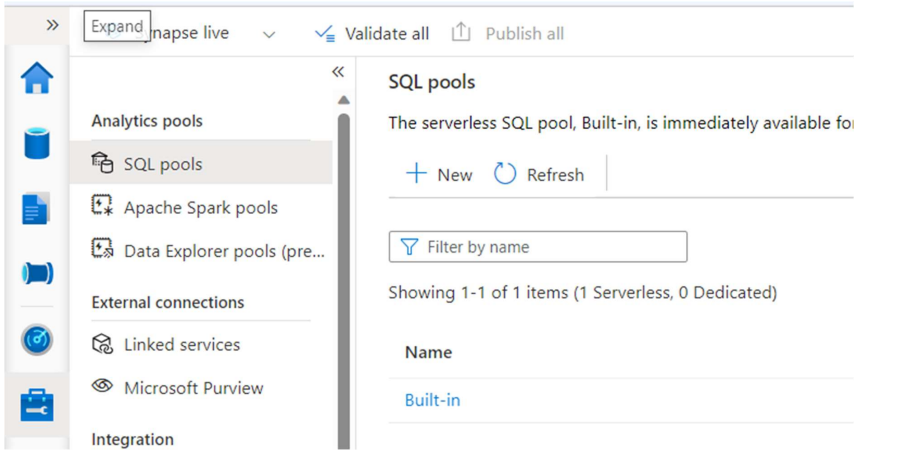 Expand
ynapse live
Validate all
Publish all
Analytics pools
SQL pools
Apache Spark pools
Data Explorer pools (pre...
External connections
Linked services
Microsoft Purview
Integration
SQL pools
The serverless SQL pool, Built-in, is immediately available fo
New
Refresh
Filter by name
Showing 1-1 of 1 items (1 Serverless, 0 Dedicated)
Name
Built-in